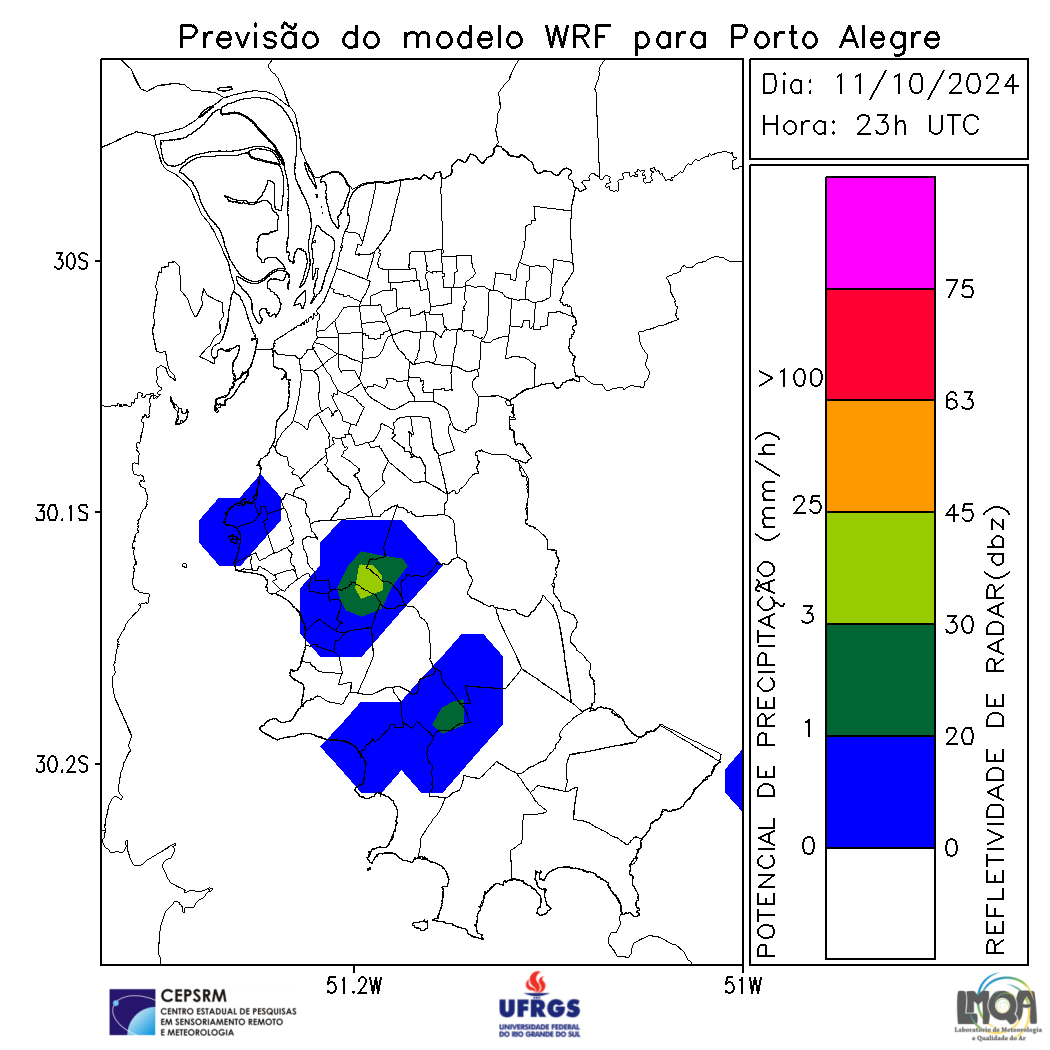 Previsão do modelo WRF para Porto Alegre
Dia: 11/10/2024
Hora: 23h UTC
30S
30.1S
30.2S
51.2W
51W
POTENCIAL DE PRECIPITAÇÃO (mm/h)
>100
25
3
1
0
75
63
45
30
20
0
REFLETIVIDADE DE RADAR(dbz)
CEPSRM
CENTRO ESTADUAL DE PESQUISAS
EM SENSORIAMENTO REMOTO
E METEOROLOGIA
UFRGS
UNIVERSIDADE FEDERAL
DO RIO GRANDE DO SUL
LMQA
Laboratório de Meteorologia
e Qualidade do Ar